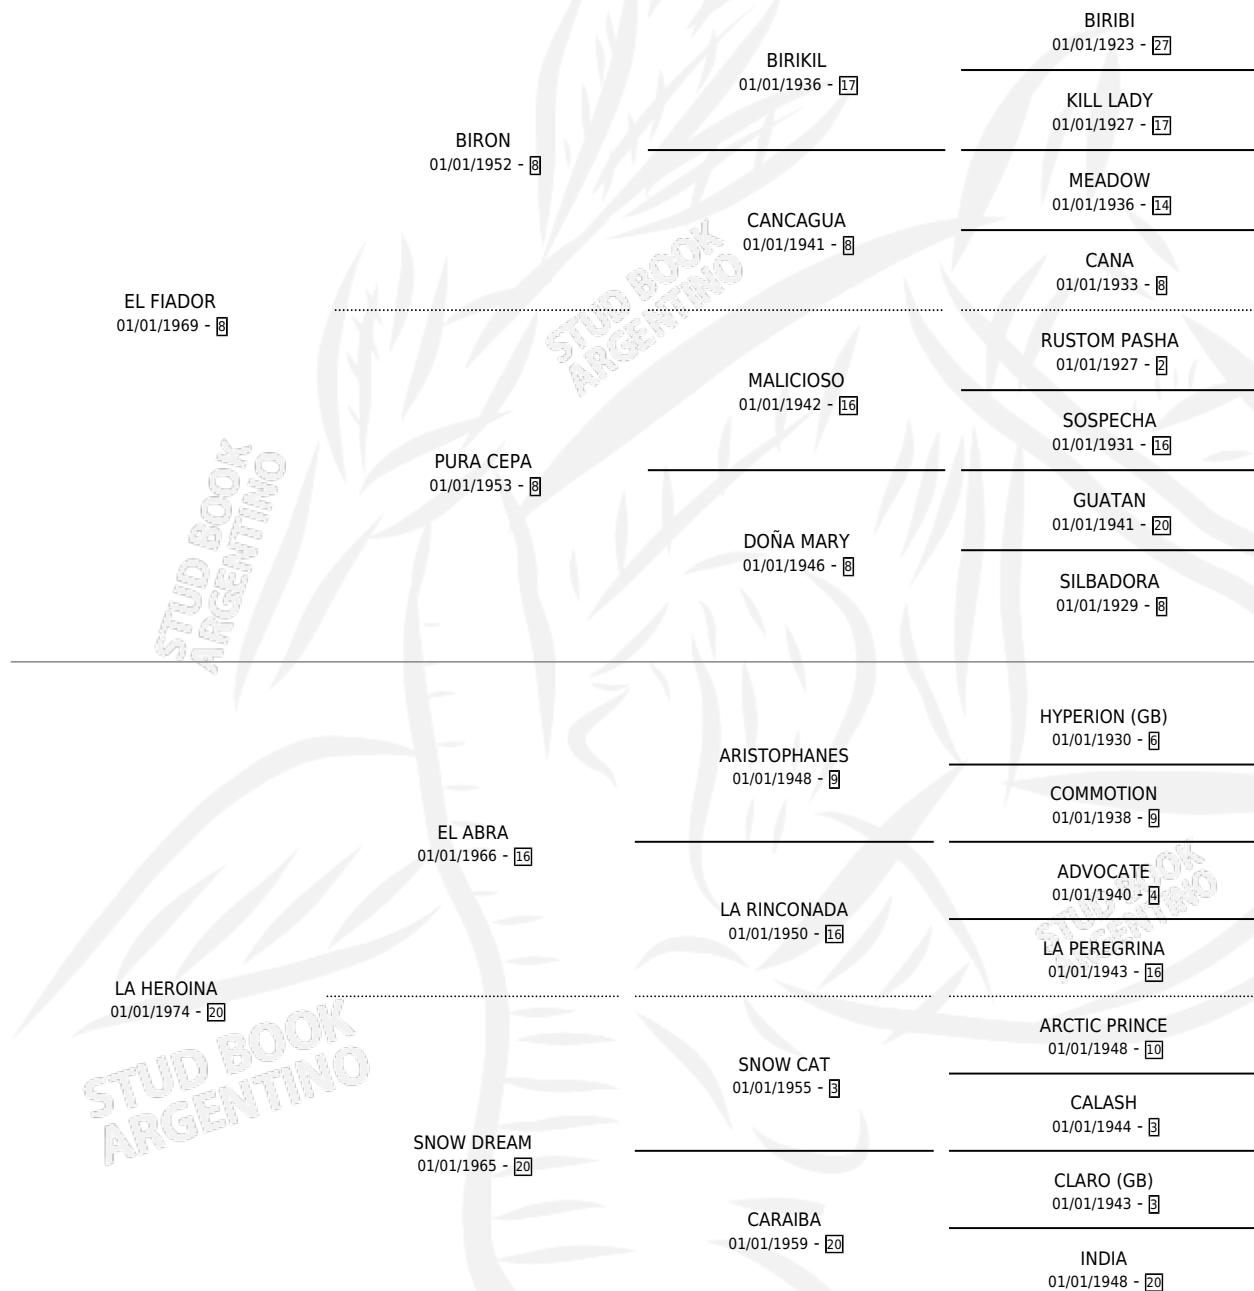 BIRIBI
01/01/1923 - 27
BIRIKIL
01/01/1936 - 17
KILL LADY
01/01/1927 - 17
BIRON
01/01/1952 - 8
MEADOW
01/01/1936 - 14
CANCAGUA
01/01/1941 - 8
CANA
01/01/1933 - 8
EL FIADOR
01/01/1969 - 8
RUSTOM PASHA
01/01/1927 - 2
MALICIOSO
01/01/1942 - 16
SOSPECHA
01/01/1931 - 16
PURA CEPA
01/01/1953 - 8
GUATAN
01/01/1941 - 20
DOÑA MARY
01/01/1946 - 8
SILBADORA
01/01/1929 - 8
HYPERION (GB)
01/01/1930 - 6
ARISTOPHANES
01/01/1948 - 9
COMMOTION
01/01/1938 - 9
EL ABRA
01/01/1966 - 16
ADVOCATE
01/01/1940 - 4
LA RINCONADA
01/01/1950 - 16
LA PEREGRINA
01/01/1943 - 16
LA HEROINA
01/01/1974 - 20
ARCTIC PRINCE
01/01/1948 - 10
SNOW CAT
01/01/1955 - 3
CALASH
01/01/1944 - 3
SNOW DREAM
01/01/1965 - 20
CLARO (GB)
01/01/1943 - 3
CARAIBA
01/01/1959 - 20
INDIA
01/01/1948 - 20
STUD BOOK
ARGENTINO
STUD BOOK
ARGENTINO
STUD BOOK
ARGENTINO
STUD BOOK
ARGENTINO